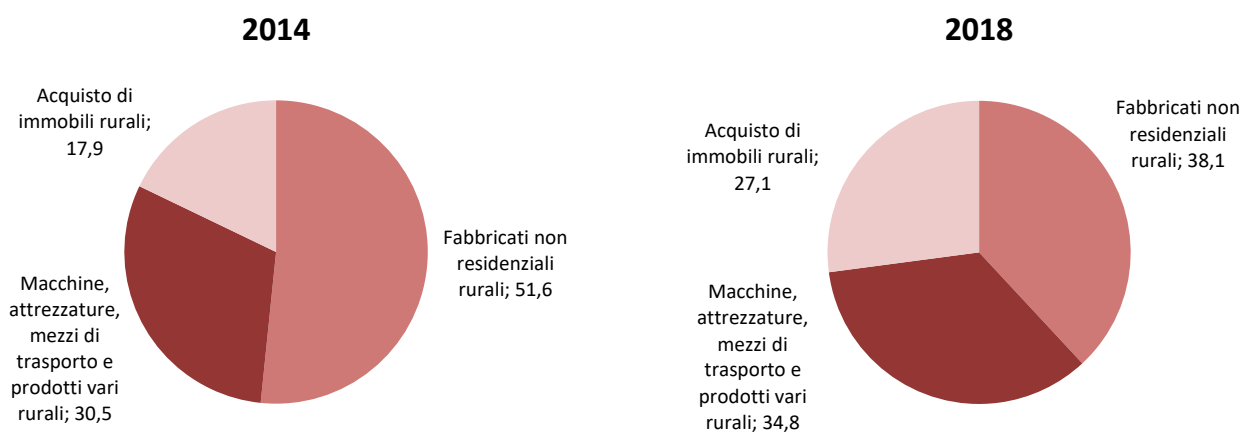 2014
Acquisto di
immobili rurali;
17,9
Fabbricati non
residenziali
rurali; 51,6
Macchine,
attrezzature,
mezzi di
trasporto e
prodotti vari
rurali; 30,5
2018
Fabbricati non
residenziali
rurali; 38,1
Acquisto di
immobili rurali;
27,1
Macchine,
attrezzature,
mezzi di
trasporto e
prodotti vari
rurali; 34,8